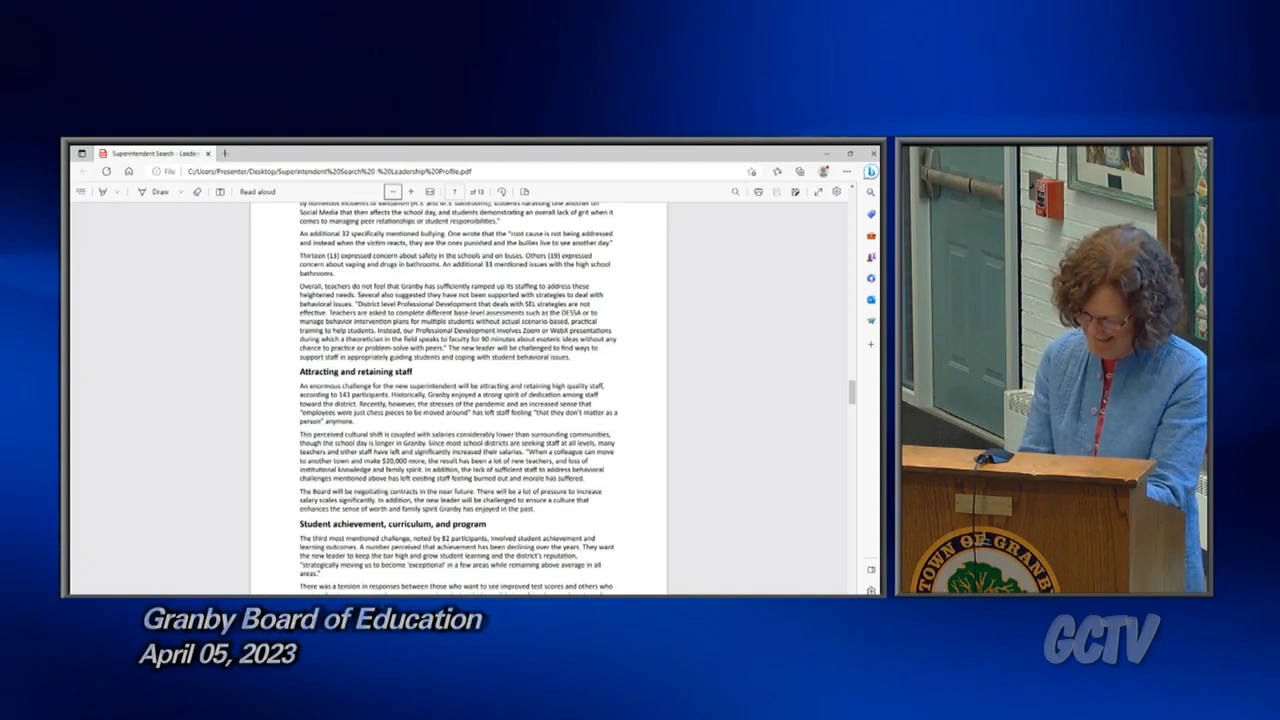 Superintendent Search - Leade
File
C:/Users/Presenter/Desktop/Superintendent%20Search%20-%20Leadership%20Profile.pdf
Draw
Read aloud
7
of 13
Social Media that then affects the school day, and students demonstrating an overall lack of grit when it
comes to managing peer relationships or student responsibilities."
An additional 32 specifically mentioned bullying. One wrote that the "root cause is not being addressed
and instead when the victim reacts, they are the ones punished and the bullies live to see another day."
Thirteen (13) expressed concern about safety in the schools and on buses. Others (19) expressed
concern about vaping and drugs in bathrooms. An additional 33 mentioned issues with the high school
bathrooms.
Overall, teachers do not feel that Granby has sufficiently ramped up its staffing to address these
heightened needs. Several also suggested they have not been supported with strategies to deal with
behavioral issues. "District level Professional Development that deals with SEL strategies are not
effective. Teachers are asked to complete different base-level assessments such as the DESSA or to
manage behavior intervention plans for multiple students without actual scenario-based, practical
training to help students. Instead, our Professional Development involves Zoom or WebX presentations
during which a theoretician in the field speaks to faculty for 90 minutes about esoteric ideas without any
chance to practice or problem-solve with peers." The new leader will be challenged to find ways to
support staff in appropriately guiding students and coping with student behavioral issues.
Attracting and retaining staff
An enormous challenge for the new superintendent will be attracting and retaining high quality staff,
according to 143 participants. Historically, Granby enjoyed a strong spirit of dedication among staff
toward the district. Recently, however, the stresses of the pandemic and an increased sense that
"employees were just chess pieces to be moved around" has left staff feeling "that they don't matter as a
person" anymore.
This perceived cultural shift is coupled with salaries considerably lower than surrounding communities,
though the school day is longer in Granby. Since most school districts are seeking staff at all levels, many
teachers and other staff have left and significantly increased their salaries. "When a colleague can move
to another town and make $20,000 more, the result has been a lot of new teachers, and loss of
institutional knowledge and family spirit. In addition, the lack of sufficient staff to address behavioral
challenges mentioned above has left existing staff feeling burned out and morale has suffered.
The Board will be negotiating contracts in the near future. There will be a lot of pressure to increase
salary scales significantly. In addition, the new leader will be challenged to ensure a culture that
enhances the sense of worth and family spirit Granby has enjoyed in the past.
Student achievement, curriculum, and program
The third most mentioned challenge, noted by 82 participants, involved student achievement and
learning outcomes. A number perceived that achievement has been declining over the years. They want
the new leader to keep the bar high and grow student learning and the district's reputation,
"strategically moving us to become 'exceptional' in a few areas while remaining above average in all
areas."
There was a tension in responses between those who want to see improved test scores and others who
TOWN OF GRANB
Granby Board of Education
April 05, 2023
GCTV